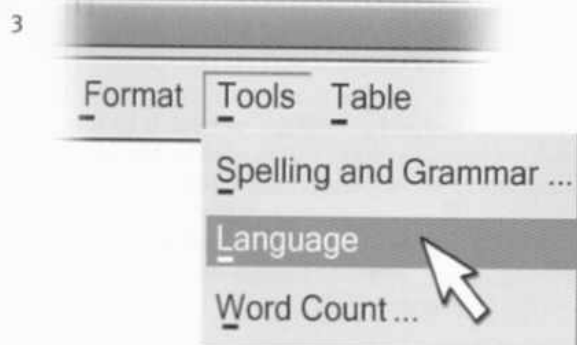 3
Format Tools Table
Spelling and Grammar ...
Language
Word Count ...